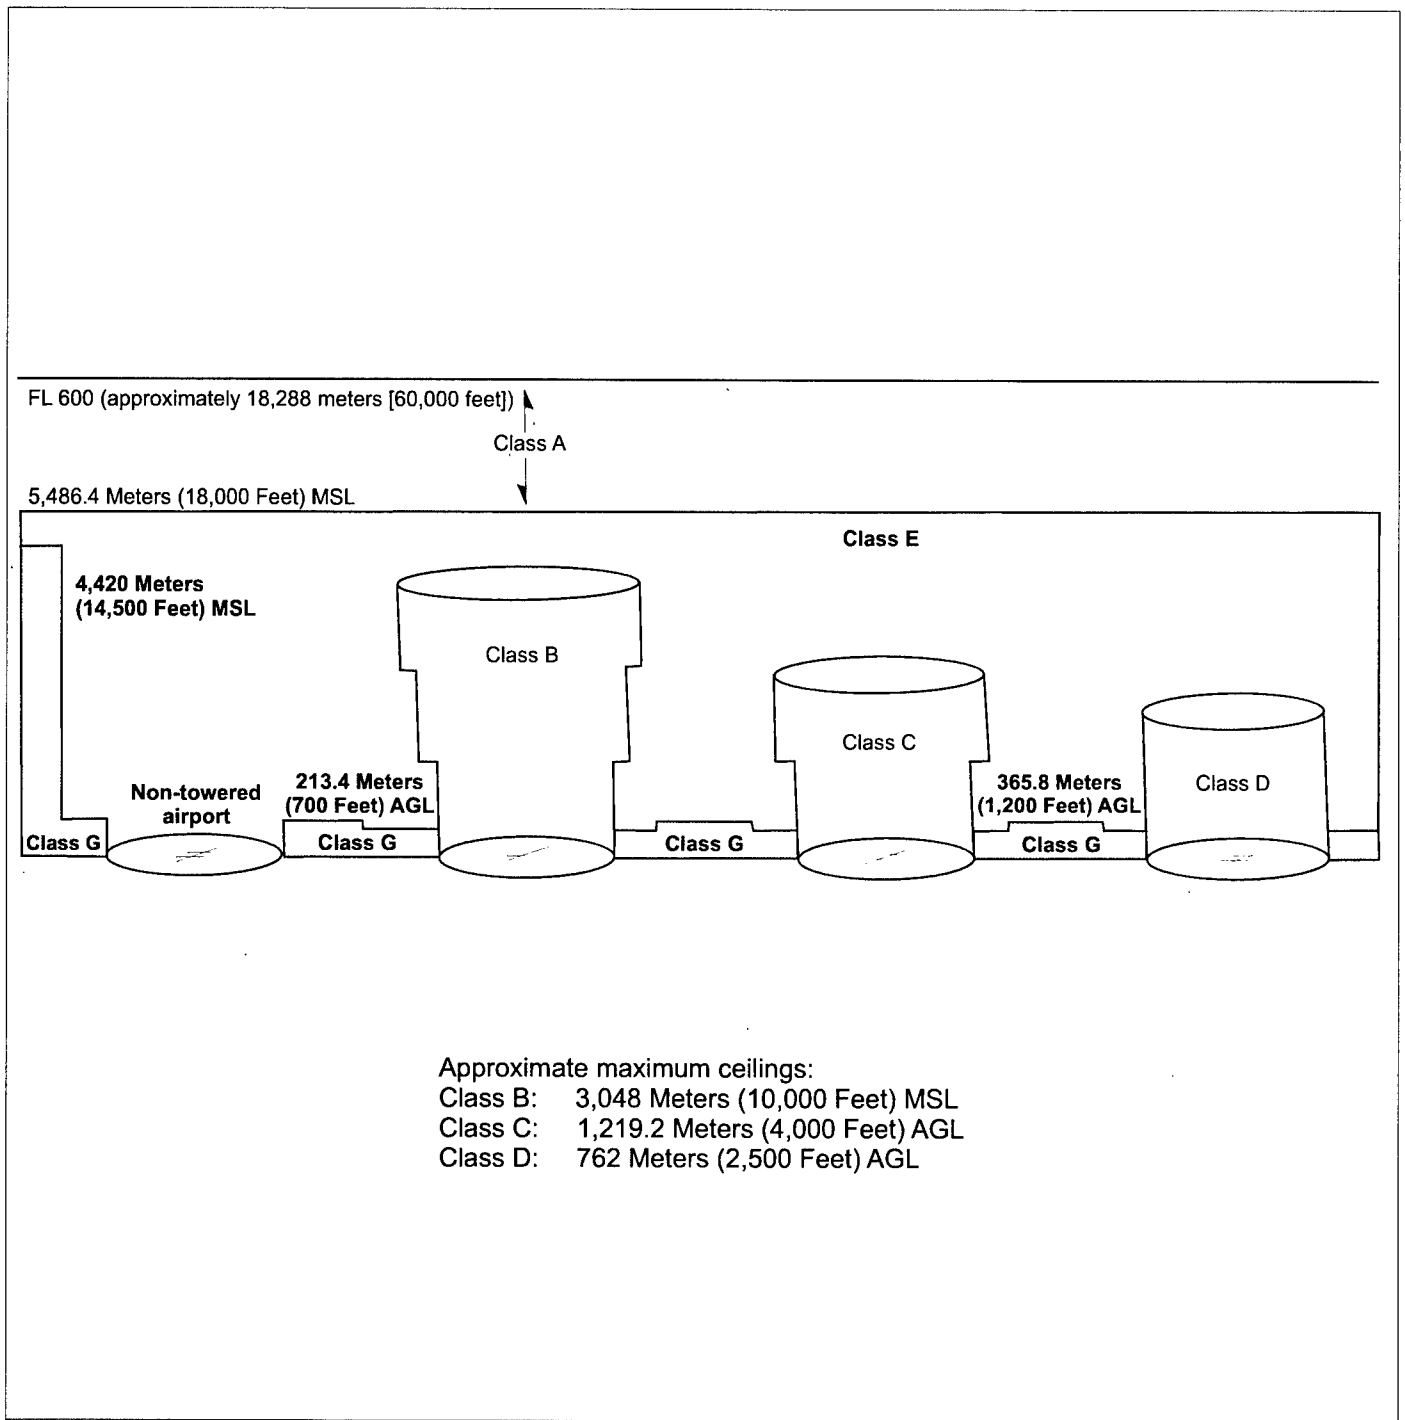 FL 600 (approximately 18,288 meters [60,000 feet])
Class A
5,486.4 Meters (18,000 Feet) MSL
Class E
4,420 Meters
(14,500 Feet) MSL
Class B
Class C
Class D
Non-towered
airport
213.4 Meters
(700 Feet) AGL
365.8 Meters
(1,200 Feet) AGL
Class G
Class G
Class G
Class G
Approximate maximum ceilings:
Class B: 3,048 Meters (10,000 Feet) MSL
Class C: 1,219.2 Meters (4,000 Feet) AGL
Class D: 762 Meters (2,500 Feet) AGL